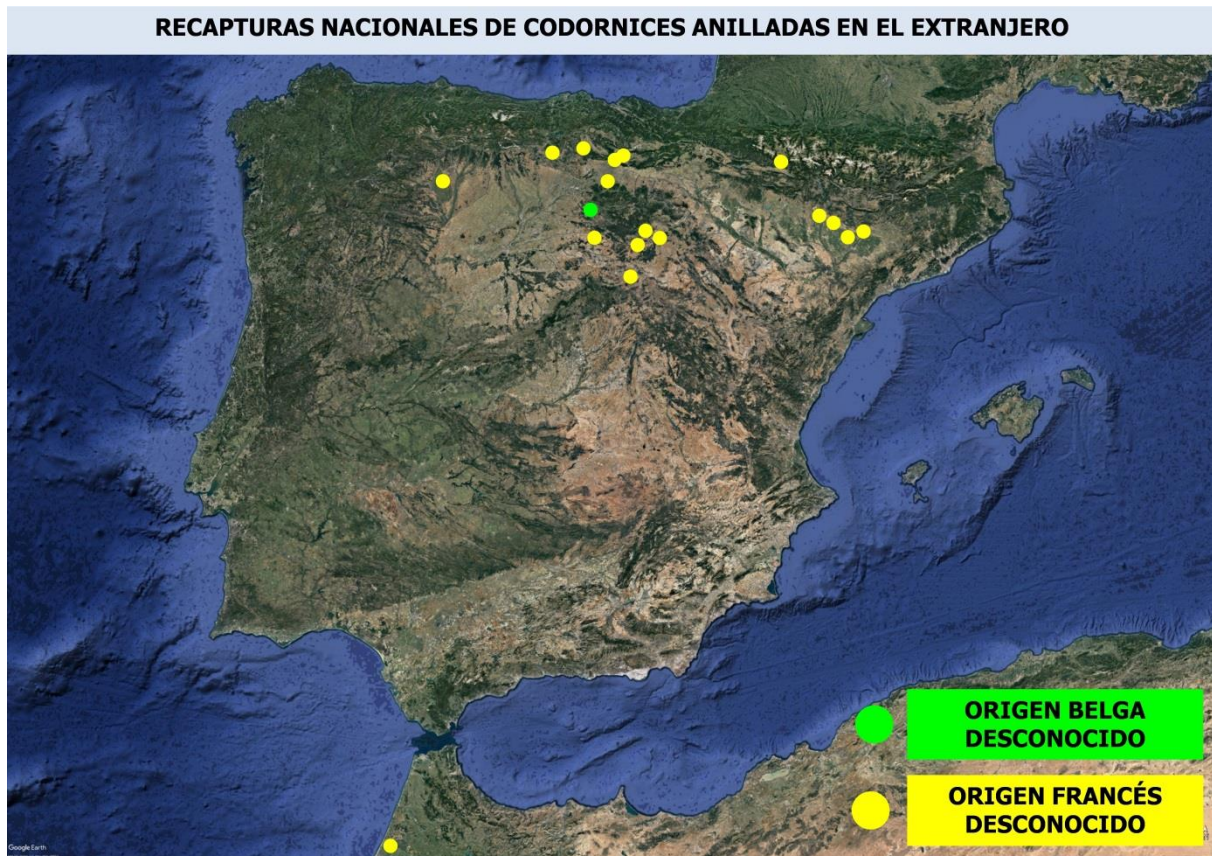 RECAPTURAS NACIONALES DE CODORNICES ANILLADAS EN EL EXTRANJERO
ORIGEN BELGA
DESCONOCIDO
ORIGEN FRANCÉS
DESCONOCIDO
Google Earth